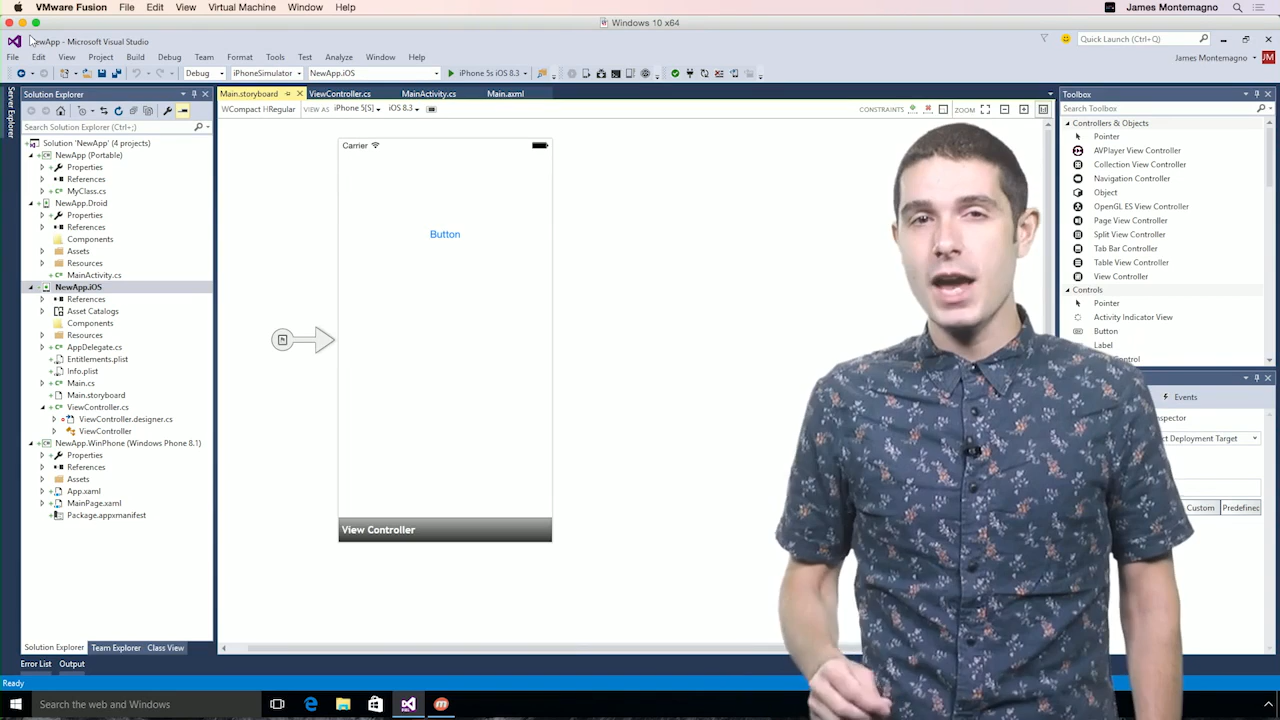 VMware Fusion File Edit View Virtual Machine Window Help James Montemagno
Windows 10 x64
NewApp - Microsoft Visual Studio Quick Launch (Ctrl+Q)
File Edit View Project Build Debug Team Format Tools Test Analyze Window Help James Montemagno
Debug iPhoneSimulator NewApp.iOS iPhone 5s iOS 8.3
Server Explorer
Solution Explorer
Search Solution Explorer (Ctrl+;)
Solution 'NewApp' (4 projects)
NewApp (Portable)
Properties
References
MyClass.cs
NewApp.Droid
Properties
References
Components
Assets
Resources
MainActivity.cs
NewApp.iOS
References
Asset Catalogs
Components
Resources
AppDelegate.cs
Entitlements.plist
Info.plist
Main.cs
Main.storyboard
ViewController.cs
ViewController.designer.cs
ViewController
NewApp.WinPhone (Windows Phone 8.1)
Properties
References
Assets
App.xaml
MainPage.xaml
Package.appxmanifest
Solution Explorer Team Explorer Class View
Main.storyboard ViewController.cs MainActivity.cs Main.axml
WCompact HRegular VIEW AS iPhone 5[S] iOS 8.3 CONSTRAINTS ZOOM
Carrier
Button
View Controller
Toolbox
Search Toolbox
Controllers & Objects
Pointer
AVPlayer View Controller
Collection View Controller
Navigation Controller
Object
OpenGL ES View Controller
Page View Controller
Split View Controller
Tab Bar Controller
Table View Controller
View Controller
Controls
Pointer
Activity Indicator View
Button
Label
Control
Events
Custom Predefined
Error List Output
Ready
Search the web and Windows